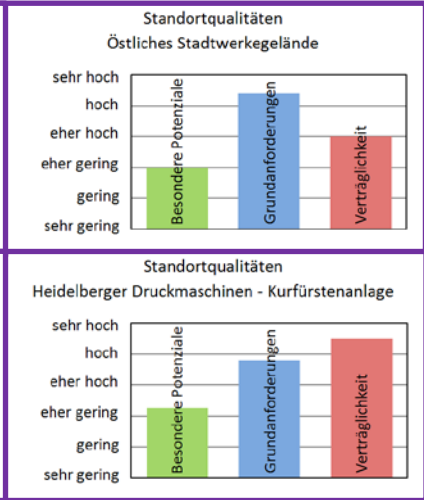 Standortqualitäten
Östliches Stadtwerkegelände
sehr hoch
hoch
eher hoch
eher gering
gering
sehr gering
Besondere Potenziale
Grundanforderungen
Verträglichkeit
Standortqualitäten
Heidelberger Druckmaschinen - Kurfürstenanlage
sehr hoch
hoch
eher hoch
eher gering
gering
sehr gering
Besondere Potenziale
Grundanforderungen
Verträglichkeit